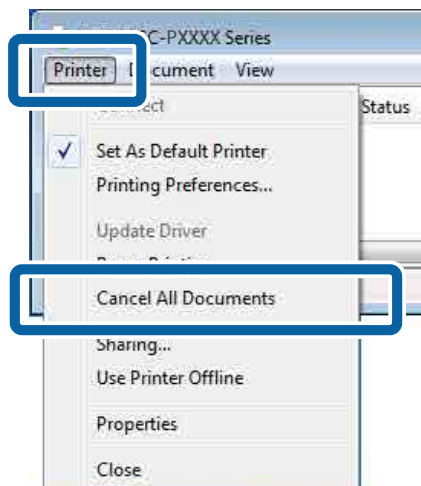 SC-PXXXX Series
Printer Document View
Status
Set As Default Printer
Printing Preferences...
Update Driver
Cancel All Documents
Sharing...
Use Printer Offline
Properties
Close